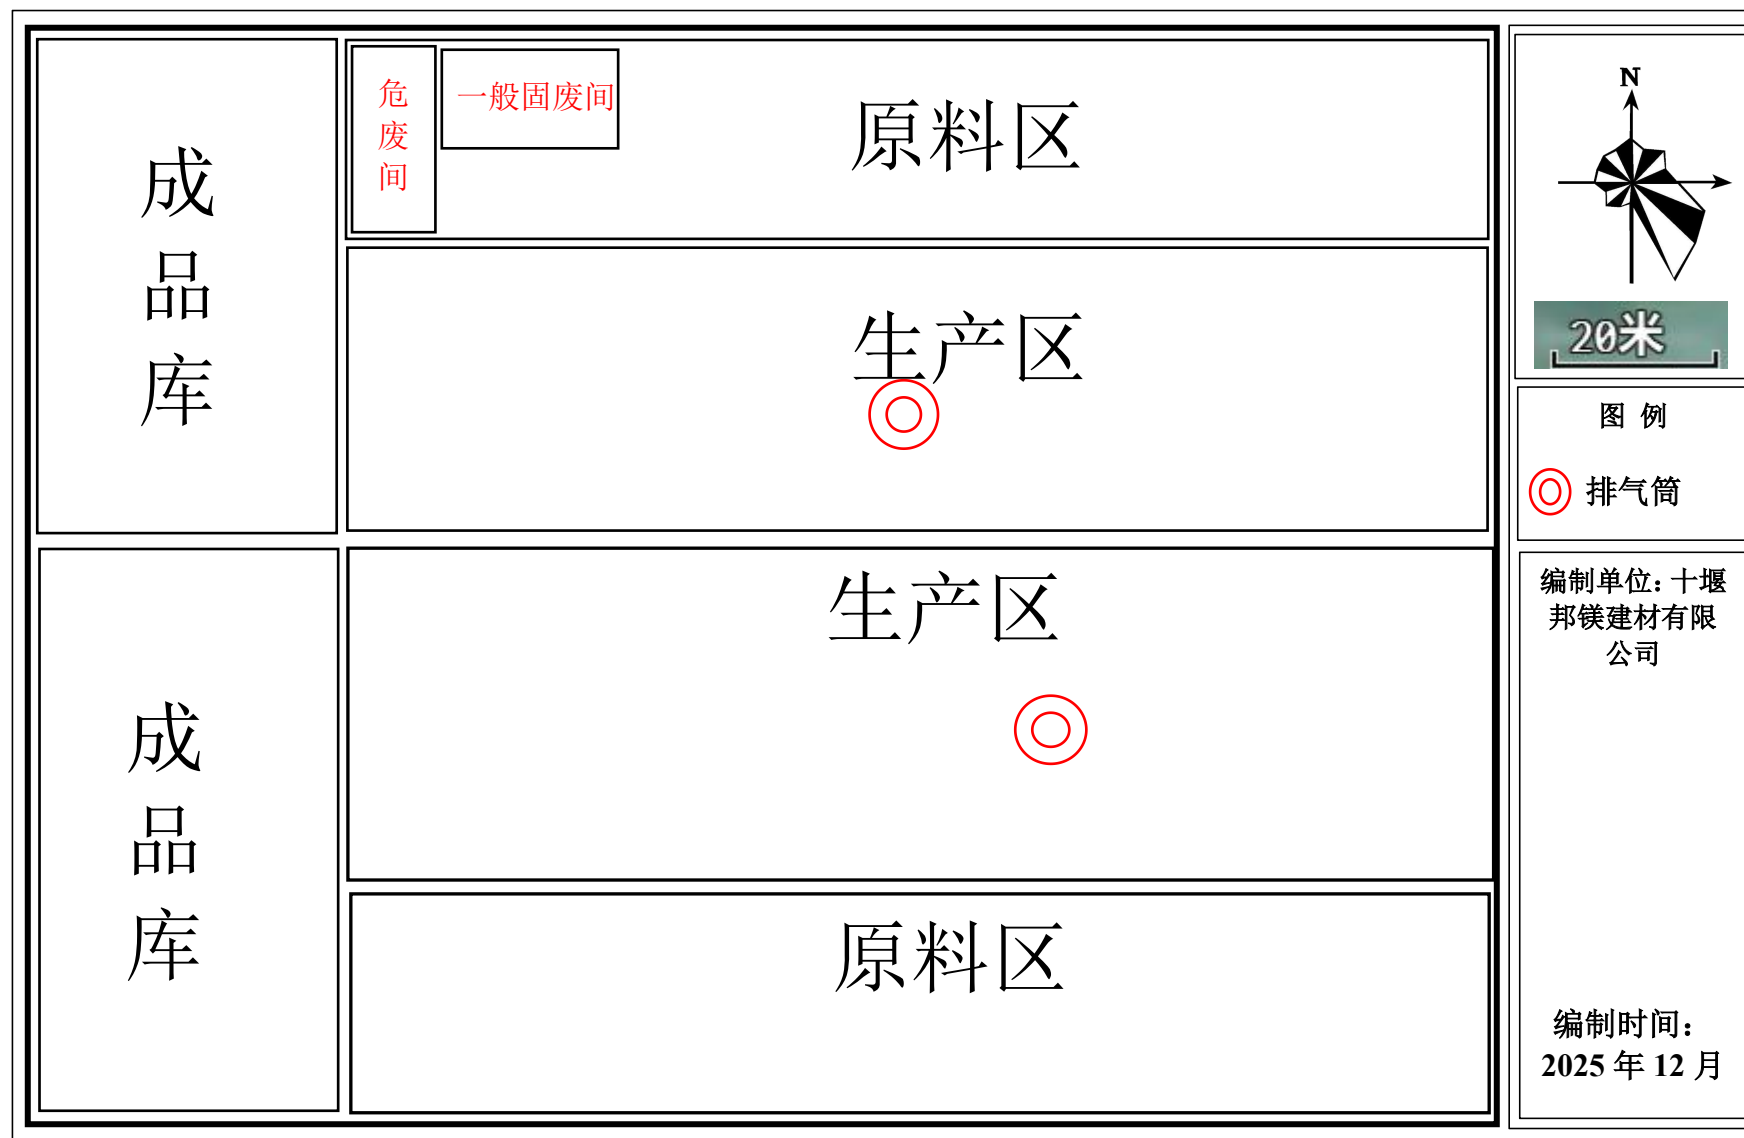 成
品
库
危
废
间
一般固废间
原料区
生产区
成
品
库
生产区
原料区
N
20米
图 例
排气筒
编制单位：十堰
邦镁建材有限
公司
编制时间：
2025 年 12 月